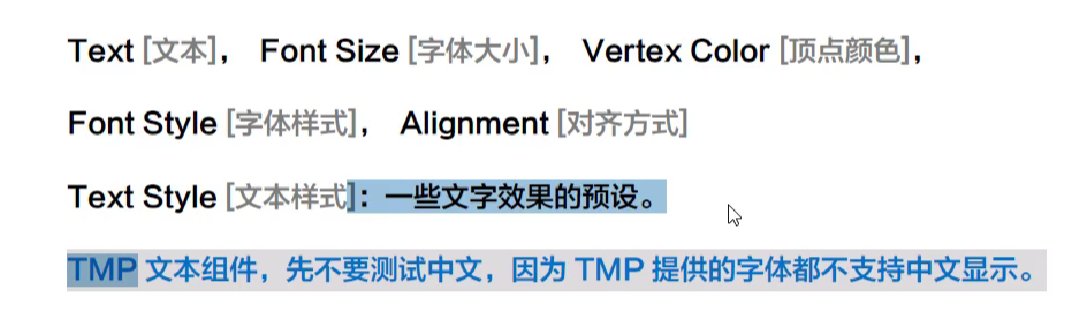 Text [文本]， Font Size [字体大小]， Vertex Color [顶点颜色]，
Font Style [字体样式]， Alignment [对齐方式]
Text Style [文本样式]：一些文字效果的预设。
TMP 文本组件，先不要测试中文，因为 TMP 提供的字体都不支持中文显示。